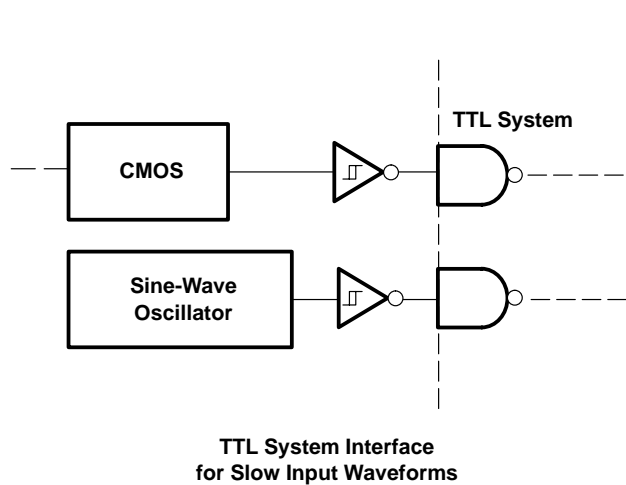 TTL System
CMOS
Sine-Wave
Oscillator
TTL System Interface
for Slow Input Waveforms